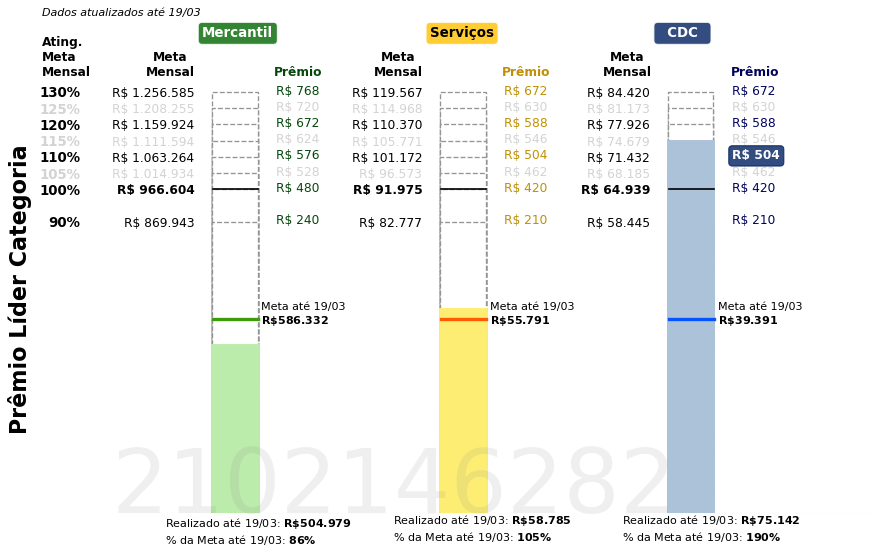 Dados atualizados até 19/03
Mercantil Serviços CDC
Ating.
Meta Meta Meta Meta
Mensal Mensal Prêmio Mensal Prêmio Mensal Prêmio
130% R$ 1.256.585 R$ 768 R$ 119.567 R$ 672 R$ 84.420 R$ 672
125% R$ 1.208.255 R$ 720 R$ 114.968 R$ 630 R$ 81.173 R$ 630
120% R$ 1.159.924 R$ 672 R$ 110.370 R$ 588 R$ 77.926 R$ 588
115% R$ 1.111.594 R$ 624 R$ 105.771 R$ 546 R$ 74.679 R$ 546
110% R$ 1.063.264 R$ 576 R$ 101.172 R$ 504 R$ 71.432 R$ 504
105% R$ 1.014.934 R$ 528 R$ 96.573 R$ 462 R$ 68.185 R$ 462
100% R$ 966.604 R$ 480 R$ 91.975 R$ 420 R$ 64.939 R$ 420
90% R$ 869.943 R$ 240 R$ 82.777 R$ 210 R$ 58.445 R$ 210
Prêmio Líder Categoria
Meta até 19/03 Meta até 19/03 Meta até 19/03
R$586.332 R$55.791 R$39.391
2102146282
Realizado até 19/03: R$504.979 Realizado até 19/03: R$58.785 Realizado até 19/03: R$75.142
% da Meta até 19/03: 86% % da Meta até 19/03: 105% % da Meta até 19/03: 190%